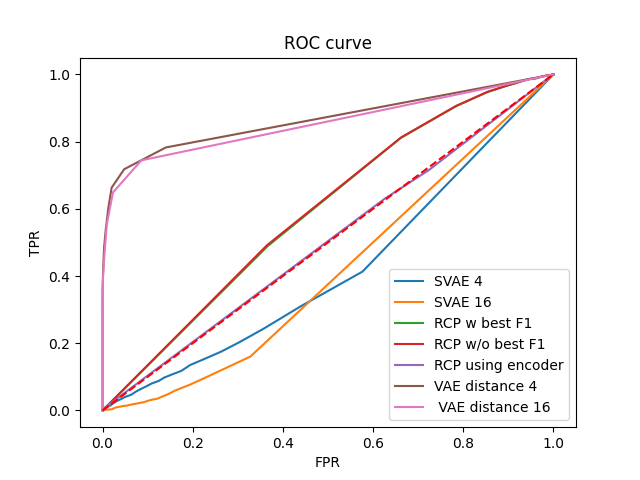 ROC curve
1.0
0.8
0.6
0.4
0.2
0.0
TPR
0.0 0.2 0.4 0.6 0.8 1.0
FPR
SVAE 4
SVAE 16
RCP w best F1
RCP w/o best F1
RCP using encoder
VAE distance 4
VAE distance 16